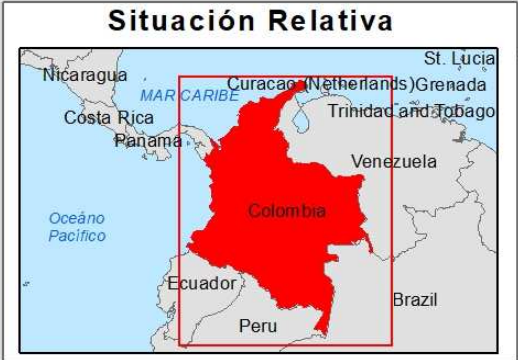 Situación Relativa
St. Lucia
Nicaragua
Curacao (Netherlands)
Grenada
MAR CARIBE
Trinidad and Tobago
Costa Rica
Panama
Venezuela
Colombia
Oceáno
Pacífico
Ecuador
Brazil
Peru